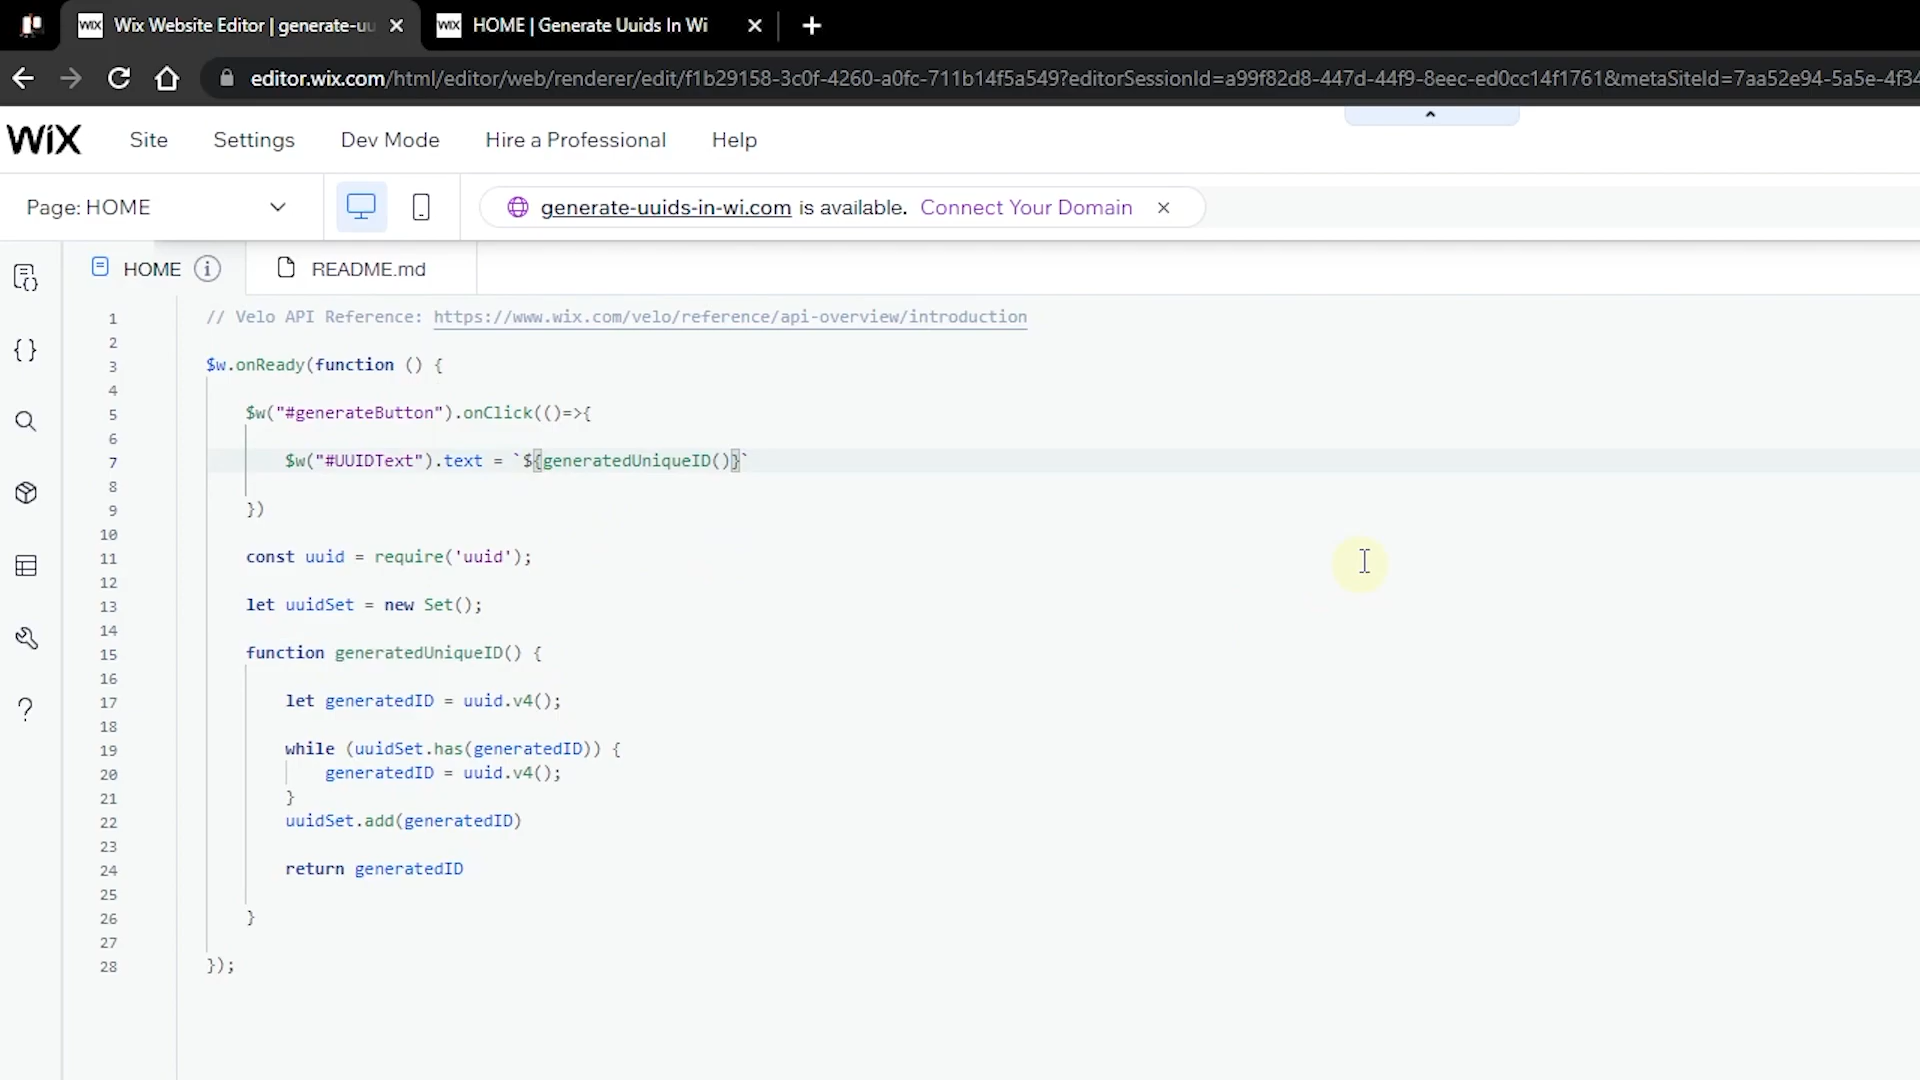 Wix Website Editor | generate-uu
HOME | Generate Uuids In Wi
editor.wix.com/html/editor/web/renderer/edit/f1b29158-3c0f-4260-a0fc-711b14f5a549?editorSessionId=a99f82d8-447d-44f9-8eec-ed0cc14f1761&metaSiteId=7aa52e94-5a5e-4f34
WiX Site Settings Dev Mode Hire a Professional Help
Page: HOME generate-uuids-in-wi.com is available. Connect Your Domain
HOME README.md
1 // Velo API Reference: https://www.wix.com/velo/reference/api-overview/introduction
2
3 $w.onReady(function () {
4
5 $w("#generateButton").onClick(()=>{
6
7 $w("#UUIDText").text = `${generatedUniqueID()}`
8
9 })
10
11 const uuid = require('uuid');
12
13 let uuidSet = new Set();
14
15 function generatedUniqueID() {
16
17 let generatedID = uuid.v4();
18
19 while (uuidSet.has(generatedID)) {
20 generatedID = uuid.v4();
21 }
22 uuidSet.add(generatedID)
23
24 return generatedID
25
26 }
27
28 });